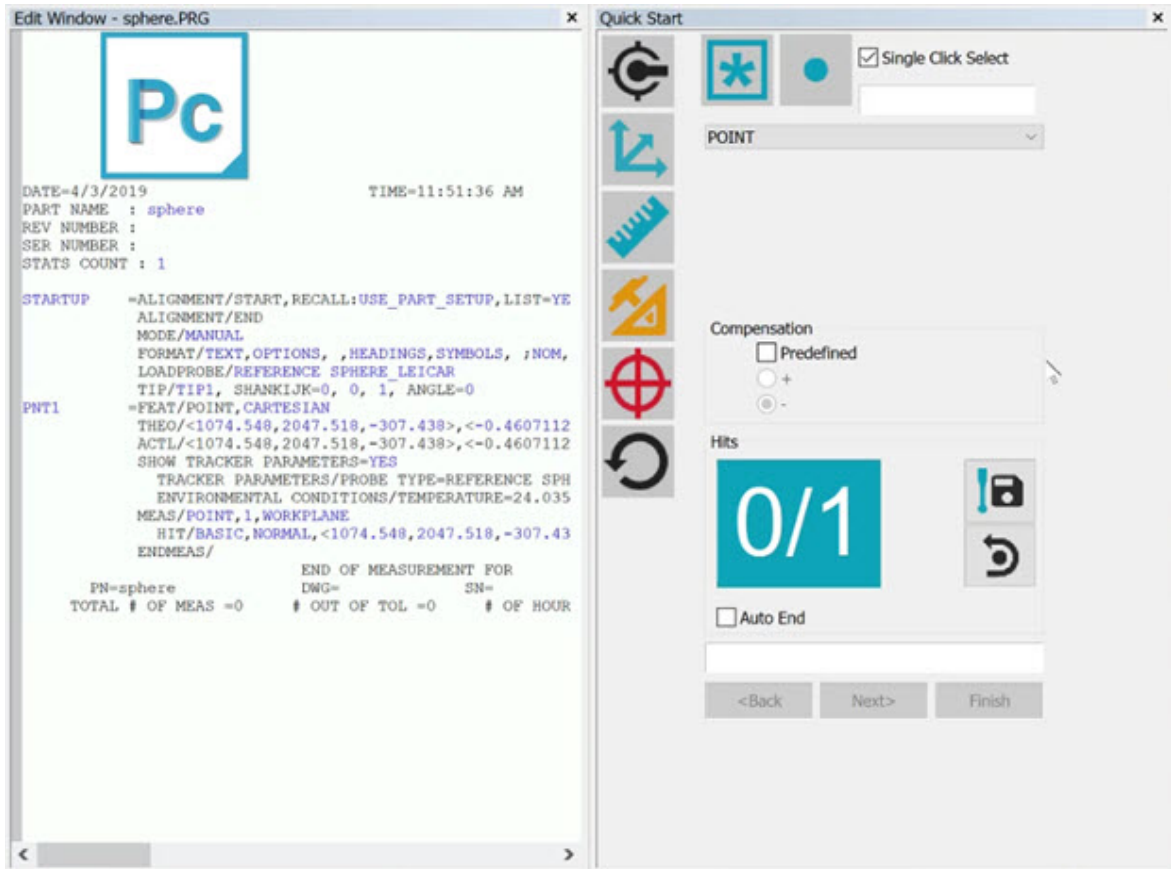 Edit Window - sphere.PRG
Pc
DATE=4/3/2019 TIME=11:51:36 AM
PART NAME : sphere
REV NUMBER :
SER NUMBER :
STATS COUNT : 1
STARTUP =ALIGNMENT/START,RECALL:USE_PART_SETUP,LIST=YE
ALIGNMENT/END
MODE/MANUAL
FORMAT/TEXT,OPTIONS, ,HEADINGS,SYMBOLS, ;NOM,
LOADPROBE/REFERENCE SPHERE_LEICAR
TIP/TIP1, SHANKIJK=0, 0, 1, ANGLE=0
PNT1 =FEAT/POINT,CARTESIAN
THEO/<1074.548,2047.518,-307.438>,<-0.4607112
ACTL/<1074.548,2047.518,-307.438>,<-0.4607112
SHOW TRACKER PARAMETERS=YES
TRACKER PARAMETERS/PROBE TYPE=REFERENCE SPH
ENVIRONMENTAL CONDITIONS/TEMPERATURE=24.035
MEAS/POINT,1,WORKPLANE
HIT/BASIC,NORMAL,<1074.548,2047.518,-307.43
ENDMEAS/
END OF MEASUREMENT FOR
PN=sphere DWG= SN=
TOTAL # OF MEAS =0 # OUT OF TOL =0 # OF HOUR
Quick Start
Single Click Select
POINT
Compensation
Predefined
+
-
Hits
0/1
Auto End
<Back Next> Finish